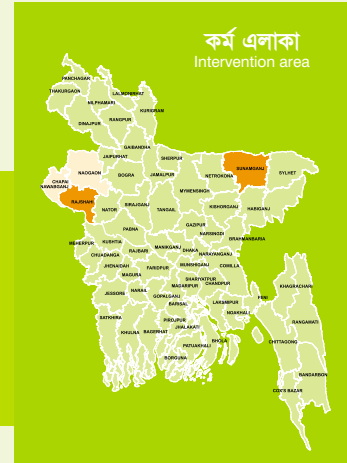 কর্ম এলাকা
Intervention area
PANCHAGAR
THAKURGAON
LALMONIRHAT
NILPHAMARI
KURIGRAM
RANGPUR
DINAJPUR
GAIBANDHA
JAIPURHAT
SHERPUR
SUNAMGANJ
NAOGAON
BOGRA
JAMALPUR
NETROKONA
SYLHET
CHAPAI
NAWABGANJ
MYMENSINGH
RAJSHAHI
NATOR
SIRAJGANJ
TANGAIL
KISHORGANJ
HABIGANJ
GAZIPUR
PABNA
NARSINGDI
BRAHMANBARIA
MEHERPUR
KUSHTIA
MANIKGANJ
DHAKA
RAJBARI
NARAYANGANJ
CHUADANGA
JHENAIDAH
FARIDPUR
MUNSHIGANJ
COMILLA
MAGURA
SHARIYATPUR
MAGARIPUR
CHANDPUR
KHAGRACHARI
JESSORE
NARAIL
GOPALGANJ
BARISAL
LAKSMIPUR
FENI
NOAKHALI
SATKHIRA
PIROJPUR
JHALAKATI
RANGAMATI
KHULNA
BAGERHAT
BHOLA
CHITTAGONG
PATUAKHALI
BORGUNA
BANDARBON
COX'S BAZAR